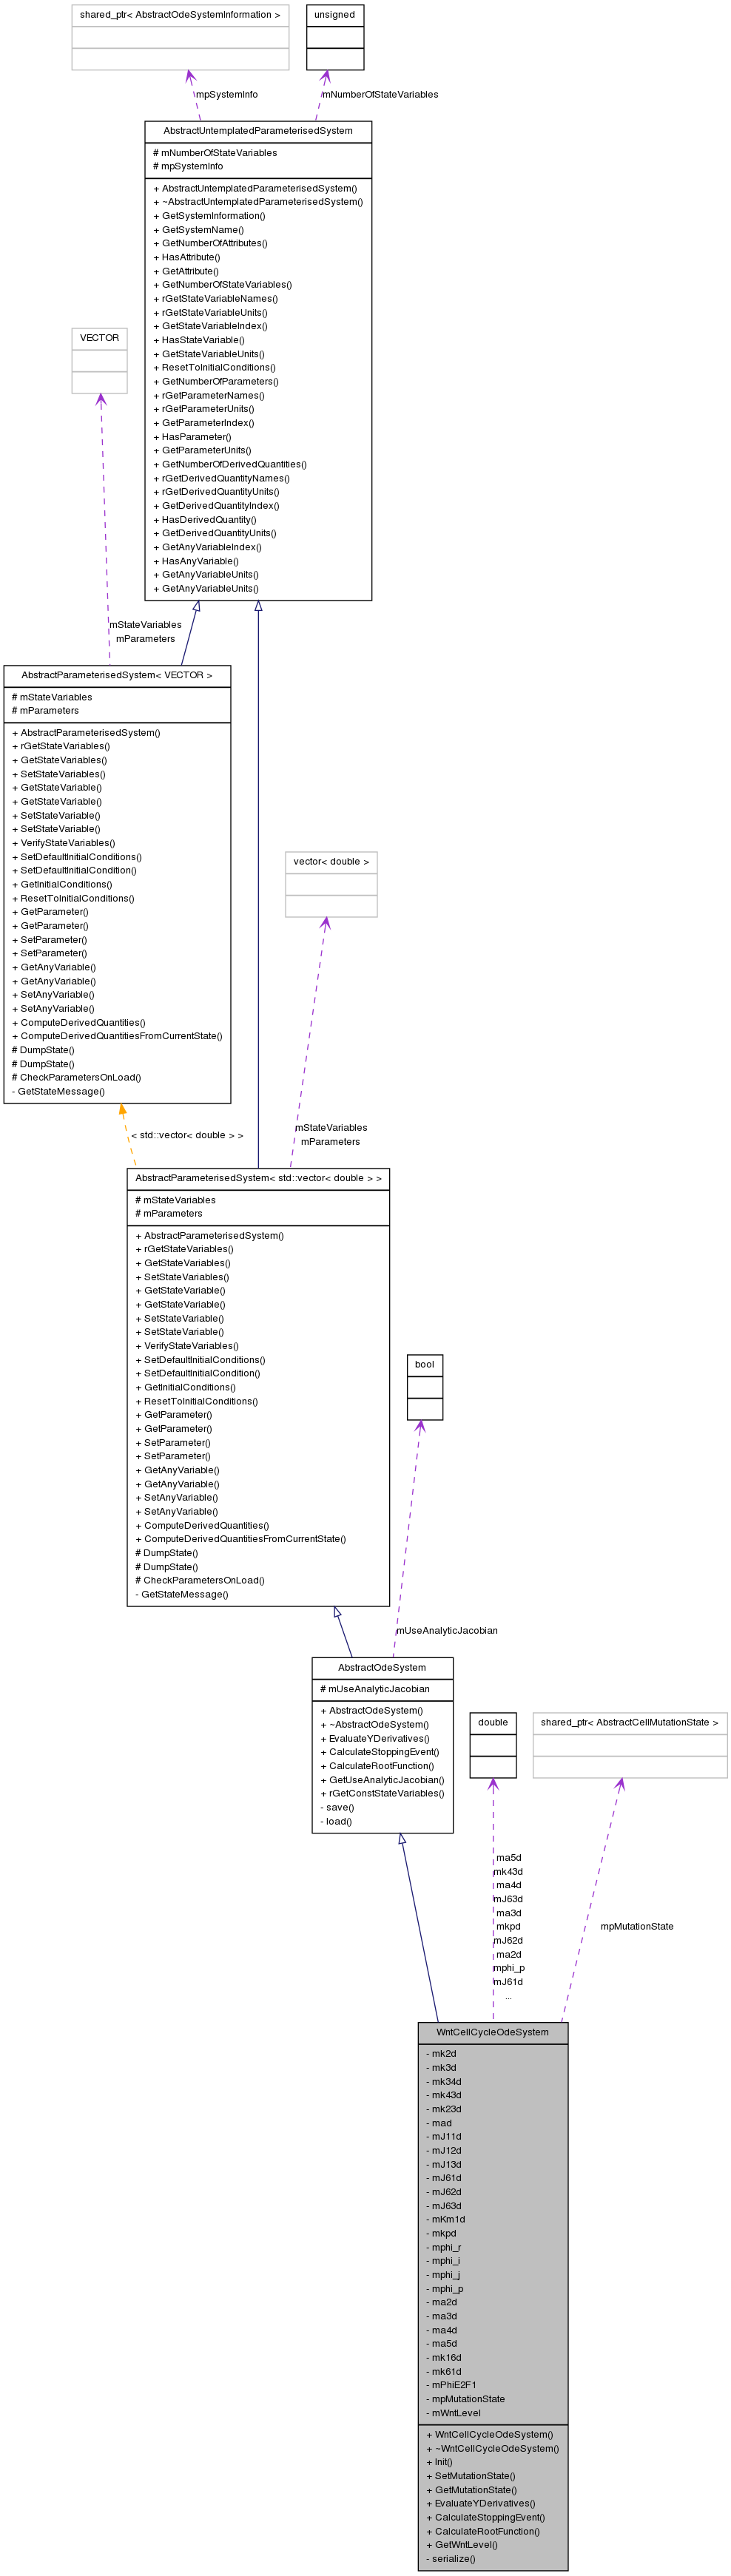 shared_ptr< AbstractOdeSystemInformation >
unsigned
mpSystemInfo
mNumberOfStateVariables
AbstractUntemplatedParameterisedSystem
# mNumberOfStateVariables
# mpSystemInfo
+ AbstractUntemplatedParameterisedSystem()
+ ~AbstractUntemplatedParameterisedSystem()
+ GetSystemInformation()
+ GetSystemName()
+ GetNumberOfAttributes()
+ HasAttribute()
+ GetAttribute()
+ GetNumberOfStateVariables()
+ rGetStateVariableNames()
+ rGetStateVariableUnits()
+ GetStateVariableIndex()
+ HasStateVariable()
+ GetStateVariableUnits()
+ ResetToInitialConditions()
+ GetNumberOfParameters()
+ rGetParameterNames()
+ rGetParameterUnits()
+ GetParameterIndex()
+ HasParameter()
+ GetParameterUnits()
+ GetNumberOfDerivedQuantities()
+ rGetDerivedQuantityNames()
+ rGetDerivedQuantityUnits()
+ GetDerivedQuantityIndex()
+ HasDerivedQuantity()
+ GetDerivedQuantityUnits()
+ GetAnyVariableIndex()
+ HasAnyVariable()
+ GetAnyVariableUnits()
+ GetAnyVariableUnits()
VECTOR
mStateVariables
mParameters
AbstractParameterisedSystem< VECTOR >
# mStateVariables
# mParameters
+ AbstractParameterisedSystem()
+ rGetStateVariables()
+ GetStateVariables()
+ SetStateVariables()
+ GetStateVariable()
+ GetStateVariable()
+ SetStateVariable()
+ SetStateVariable()
+ VerifyStateVariables()
+ SetDefaultInitialConditions()
+ SetDefaultInitialCondition()
+ GetInitialConditions()
+ ResetToInitialConditions()
+ GetParameter()
+ GetParameter()
+ SetParameter()
+ SetParameter()
+ GetAnyVariable()
+ GetAnyVariable()
+ SetAnyVariable()
+ SetAnyVariable()
+ ComputeDerivedQuantities()
+ ComputeDerivedQuantitiesFromCurrentState()
# DumpState()
# DumpState()
# CheckParametersOnLoad()
- GetStateMessage()
vector< double >
< std::vector< double > >
mStateVariables
mParameters
AbstractParameterisedSystem< std::vector< double > >
# mStateVariables
# mParameters
+ AbstractParameterisedSystem()
+ rGetStateVariables()
+ GetStateVariables()
+ SetStateVariables()
+ GetStateVariable()
+ GetStateVariable()
+ SetStateVariable()
+ SetStateVariable()
+ VerifyStateVariables()
+ SetDefaultInitialConditions()
+ SetDefaultInitialCondition()
+ GetInitialConditions()
+ ResetToInitialConditions()
+ GetParameter()
+ GetParameter()
+ SetParameter()
+ SetParameter()
+ GetAnyVariable()
+ GetAnyVariable()
+ SetAnyVariable()
+ SetAnyVariable()
+ ComputeDerivedQuantities()
+ ComputeDerivedQuantitiesFromCurrentState()
# DumpState()
# DumpState()
# CheckParametersOnLoad()
- GetStateMessage()
bool
mUseAnalyticJacobian
AbstractOdeSystem
# mUseAnalyticJacobian
+ AbstractOdeSystem()
+ ~AbstractOdeSystem()
+ EvaluateYDerivatives()
+ CalculateStoppingEvent()
+ CalculateRootFunction()
+ GetUseAnalyticJacobian()
+ rGetConstStateVariables()
- save()
- load()
double
shared_ptr< AbstractCellMutationState >
ma5d
mk43d
ma4d
mJ63d
ma3d
mkpd
mJ62d
ma2d
mphi_p
mJ61d
...
mpMutationState
WntCellCycleOdeSystem
- mk2d
- mk3d
- mk34d
- mk43d
- mk23d
- mad
- mJ11d
- mJ12d
- mJ13d
- mJ61d
- mJ62d
- mJ63d
- mKm1d
- mkpd
- mphi_r
- mphi_i
- mphi_j
- mphi_p
- ma2d
- ma3d
- ma4d
- ma5d
- mk16d
- mk61d
- mPhiE2F1
- mpMutationState
- mWntLevel
+ WntCellCycleOdeSystem()
+ ~WntCellCycleOdeSystem()
+ Init()
+ SetMutationState()
+ GetMutationState()
+ EvaluateYDerivatives()
+ CalculateStoppingEvent()
+ CalculateRootFunction()
+ GetWntLevel()
- serialize()